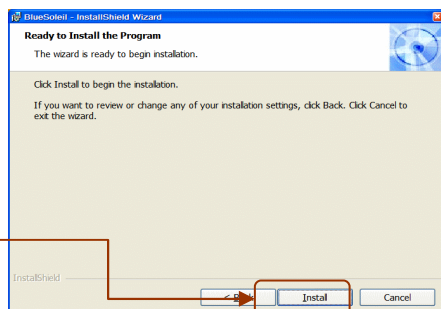 BlueSoleil - InstallShield Wizard
Ready to Install the Program
The wizard is ready to begin installation.
Click Install to begin the installation.
If you want to review or change any of your installation settings, click Back. Click Cancel to
exit the wizard.
InstallShield
Install
Cancel